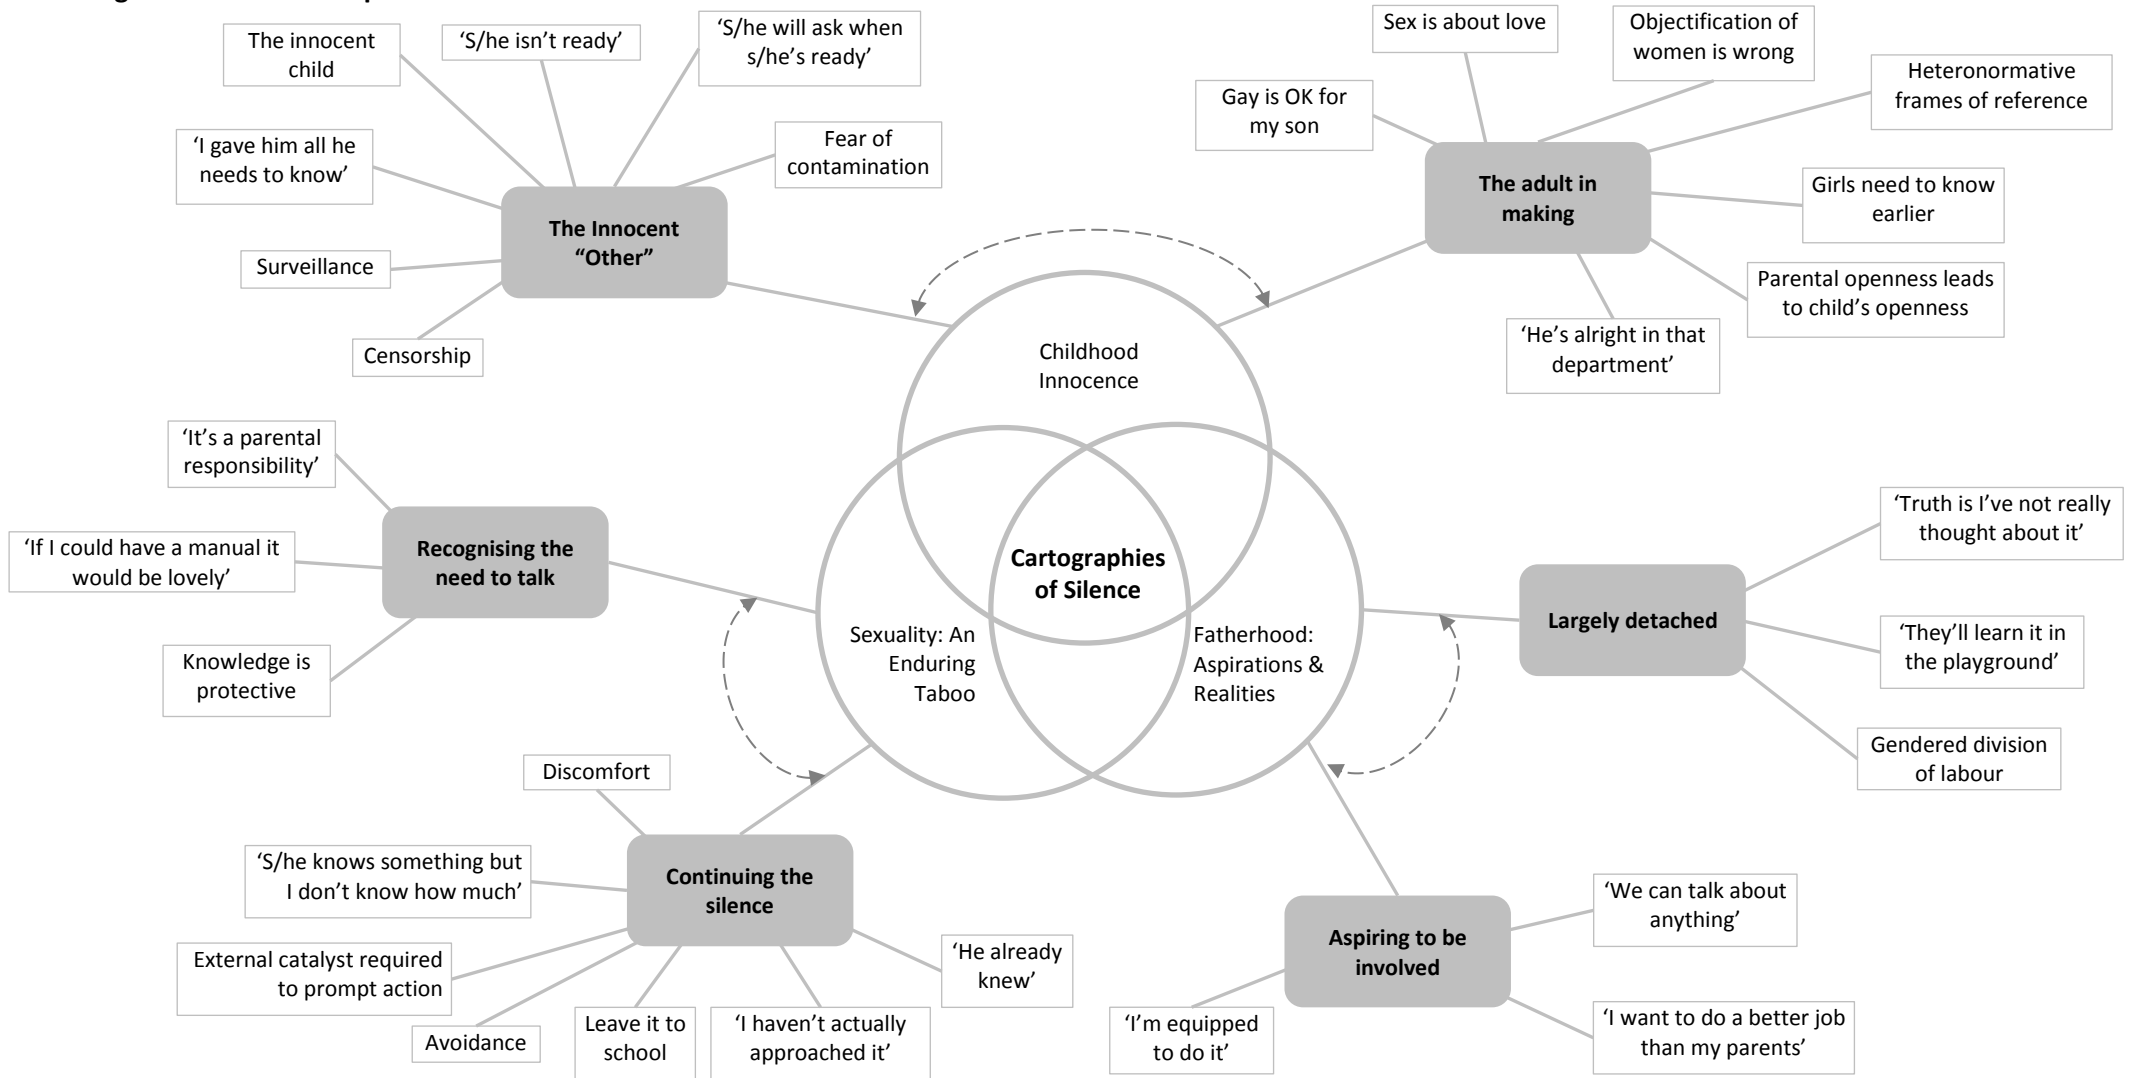 The innocent
child
‘S/he isn’t ready’
‘S/he will ask when
s/he’s ready’
‘I gave him all he
needs to know’
Fear of
contamination
Surveillance
Censorship
The Innocent
“Other”
Sex is about love
Objectification of
women is wrong
Gay is OK for
my son
Heteronormative
frames of reference
The adult in
making
Girls need to know
earlier
Parental openness leads
to child’s openness
‘He’s alright in that
department’
Childhood
Innocence
Cartographies
of Silence
Sexuality: An
Enduring
Taboo
Fatherhood:
Aspirations &
Realities
‘It’s a parental
responsibility’
‘If I could have a manual it
would be lovely’
Knowledge is
protective
Recognising the
need to talk
‘Truth is I’ve not really
thought about it’
Largely detached
‘They’ll learn it in
the playground’
Gendered division
of labour
Discomfort
‘S/he knows something but
I don’t know how much’
Continuing the
silence
External catalyst required
to prompt action
Avoidance
Leave it to
school
‘I haven’t actually
approached it’
‘He already
knew’
Aspiring to be
involved
‘We can talk about
anything’
‘I’m equipped
to do it’
‘I want to do a better job
than my parents’